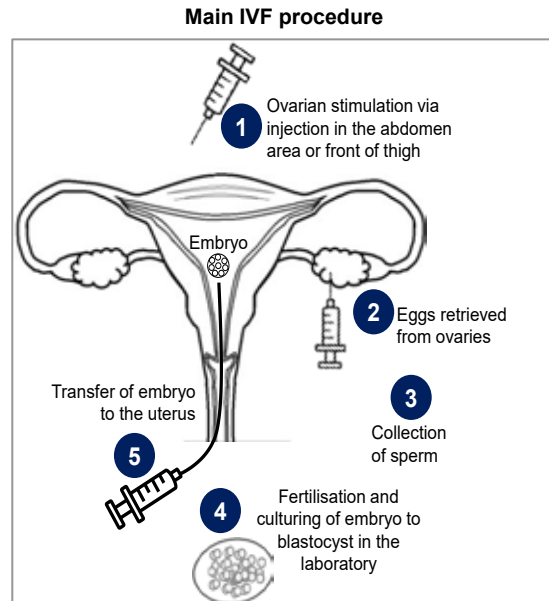 Main IVF procedure
1
Ovarian stimulation via
injection in the abdomen
area or front of thigh
Embryo
2
Eggs retrieved
from ovaries
3
Collection
of sperm
Transfer of embryo
to the uterus
5
4
Fertilisation and
culturing of embryo to
blastocyst in the
laboratory